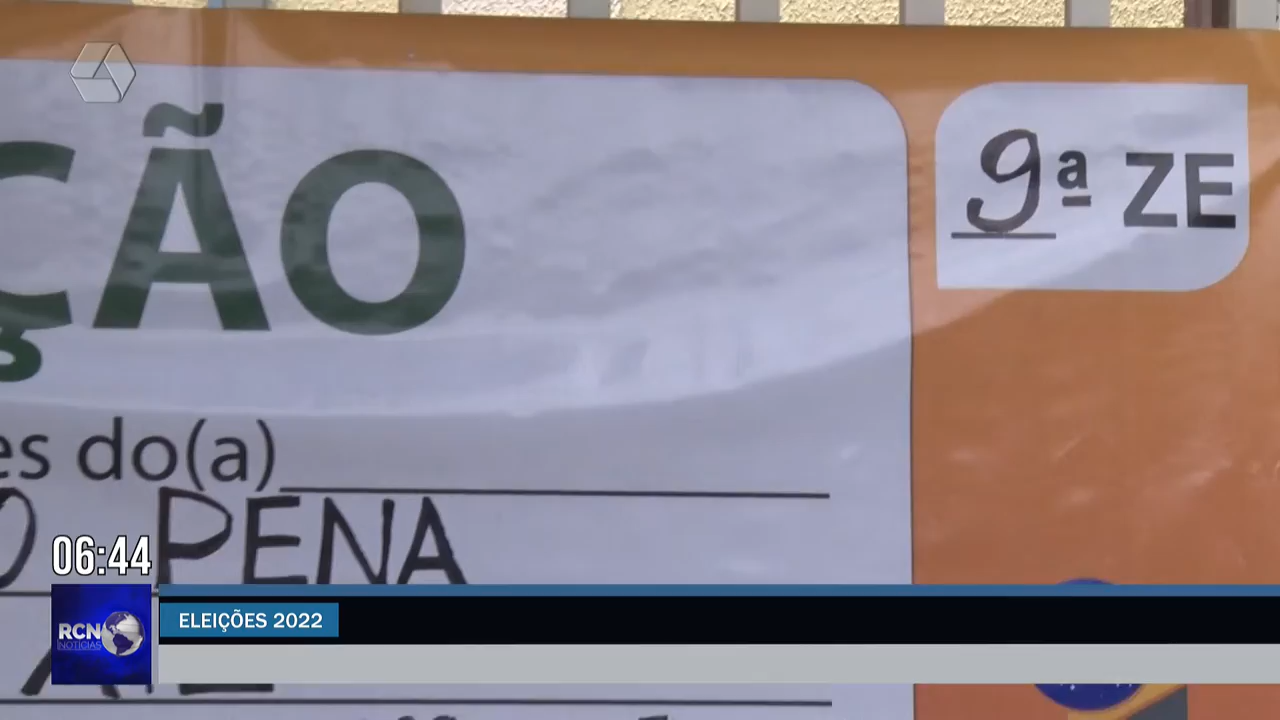 ÇÃO
9ª ZE
es do(a)
O PENA
06:44
ELEIÇÕES 2022
RCN
NOTÍCIAS